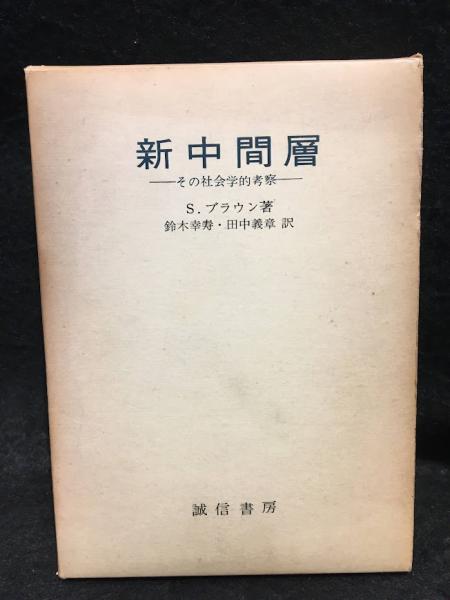 新中間層
―その社会学的考察―
S．ブラウン著
鈴木幸寿・田中義章 訳
誠信書房